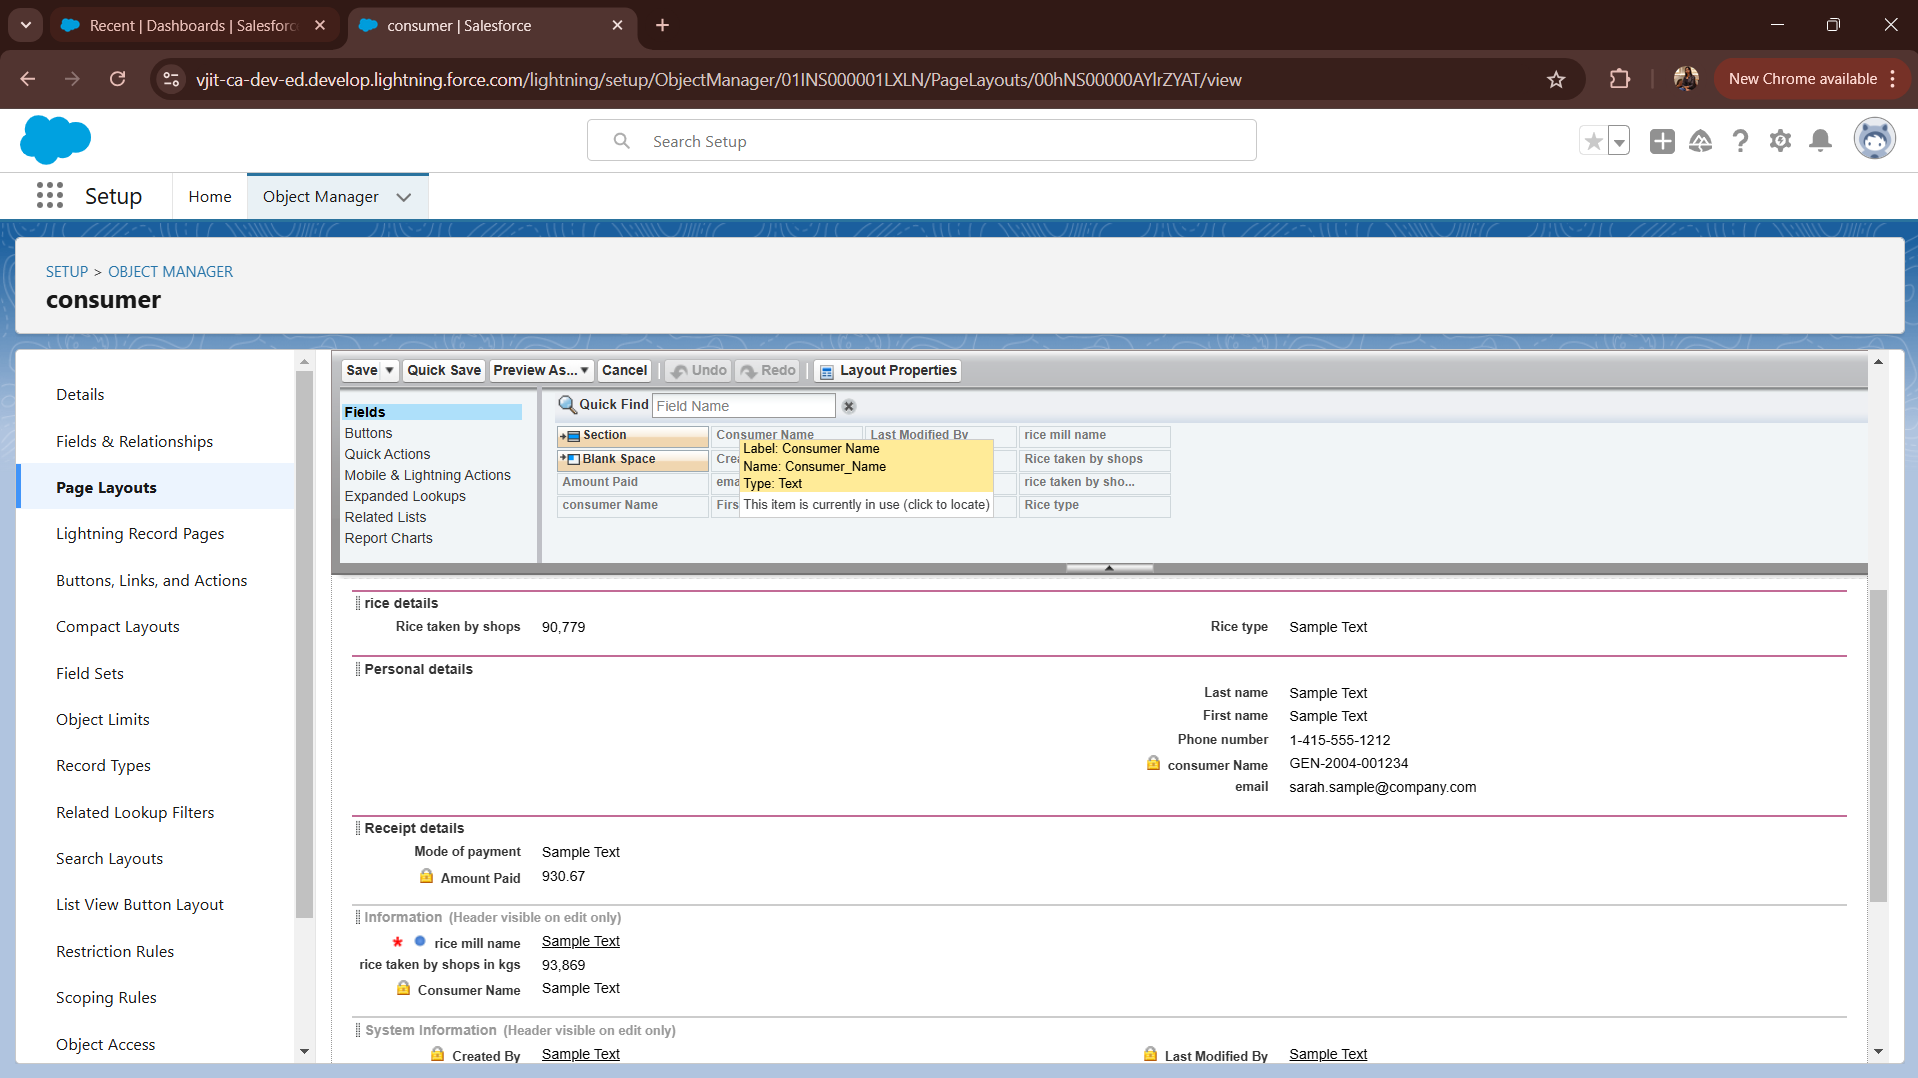 Recent | Dashboards | Salesforc
consumer | Salesforce
vjit-ca-dev-ed.develop.lightning.force.com/lightning/setup/ObjectManager/01INS000001LXLN/PageLayouts/00hNS00000AYlrZYAT/view
New Chrome available
Search Setup
Setup
Home
Object Manager
SETUP > OBJECT MANAGER
consumer
Details
Fields & Relationships
Page Layouts
Lightning Record Pages
Buttons, Links, and Actions
Compact Layouts
Field Sets
Object Limits
Record Types
Related Lookup Filters
Search Layouts
List View Button Layout
Restriction Rules
Scoping Rules
Object Access
Save Quick Save Preview As... Cancel Undo Redo Layout Properties
Fields
Buttons
Quick Actions
Mobile & Lightning Actions
Expanded Lookups
Related Lists
Report Charts
Quick Find Field Name
Section Consumer Name Last Modified By rice mill name
Blank Space Crea Rice taken by shops
Amount Paid ema rice taken by sho...
consumer Name Firs Rice type
Label: Consumer Name
Name: Consumer_Name
Type: Text
This item is currently in use (click to locate)
rice details
Rice taken by shops 90,779 Rice type Sample Text
Personal details
Last name Sample Text
First name Sample Text
Phone number 1-415-555-1212
consumer Name GEN-2004-001234
email sarah.sample@company.com
Receipt details
Mode of payment Sample Text
Amount Paid 930.67
Information (Header visible on edit only)
* rice mill name Sample Text
rice taken by shops in kgs 93,869
Consumer Name Sample Text
System Information (Header visible on edit only)
Created By Sample Text Last Modified By Sample Text